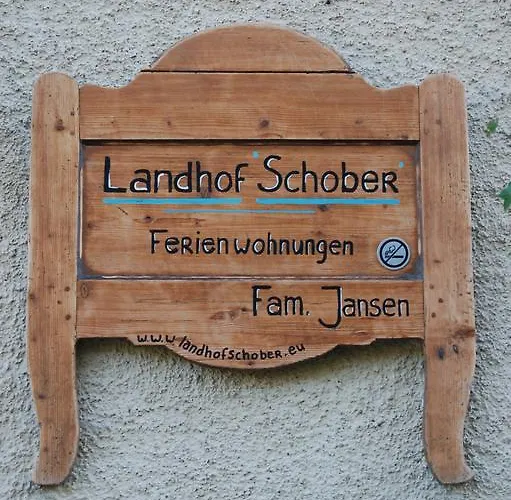 Landhof 'Schober'
Ferienwohnungen
Fam. Jansen
www.landhofschober.eu